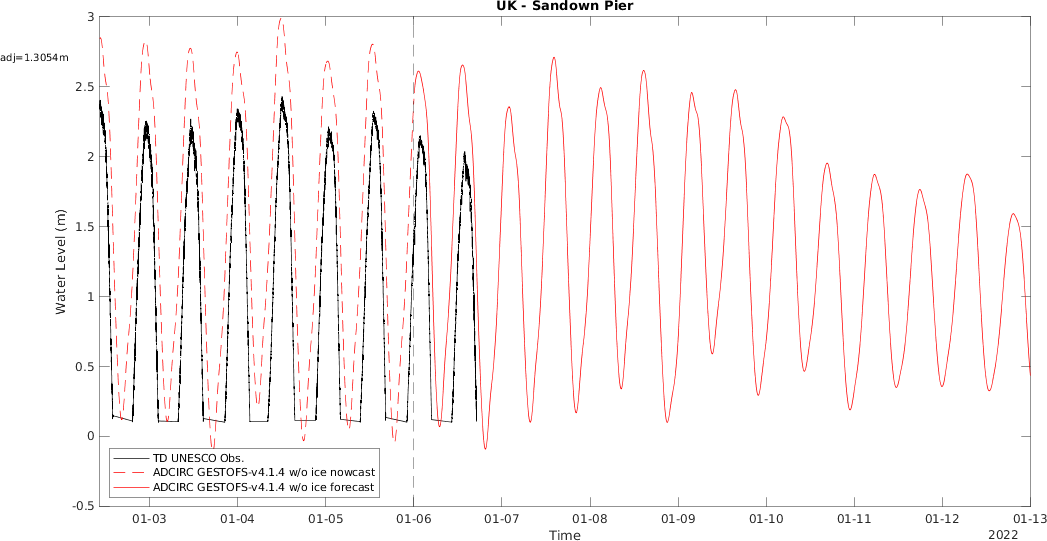 UK - Sandown Pier
adj=1.3054m
3
2.5
2
1.5
1
0.5
0
-0.5
Water Level (m)
TD UNESCO Obs.
ADCIRC GESTOFS-v4.1.4 w/o ice nowcast
ADCIRC GESTOFS-v4.1.4 w/o ice forecast
01-03 01-04 01-05 01-06 01-07 01-08 01-09 01-10 01-11 01-12 01-13
Time
2022